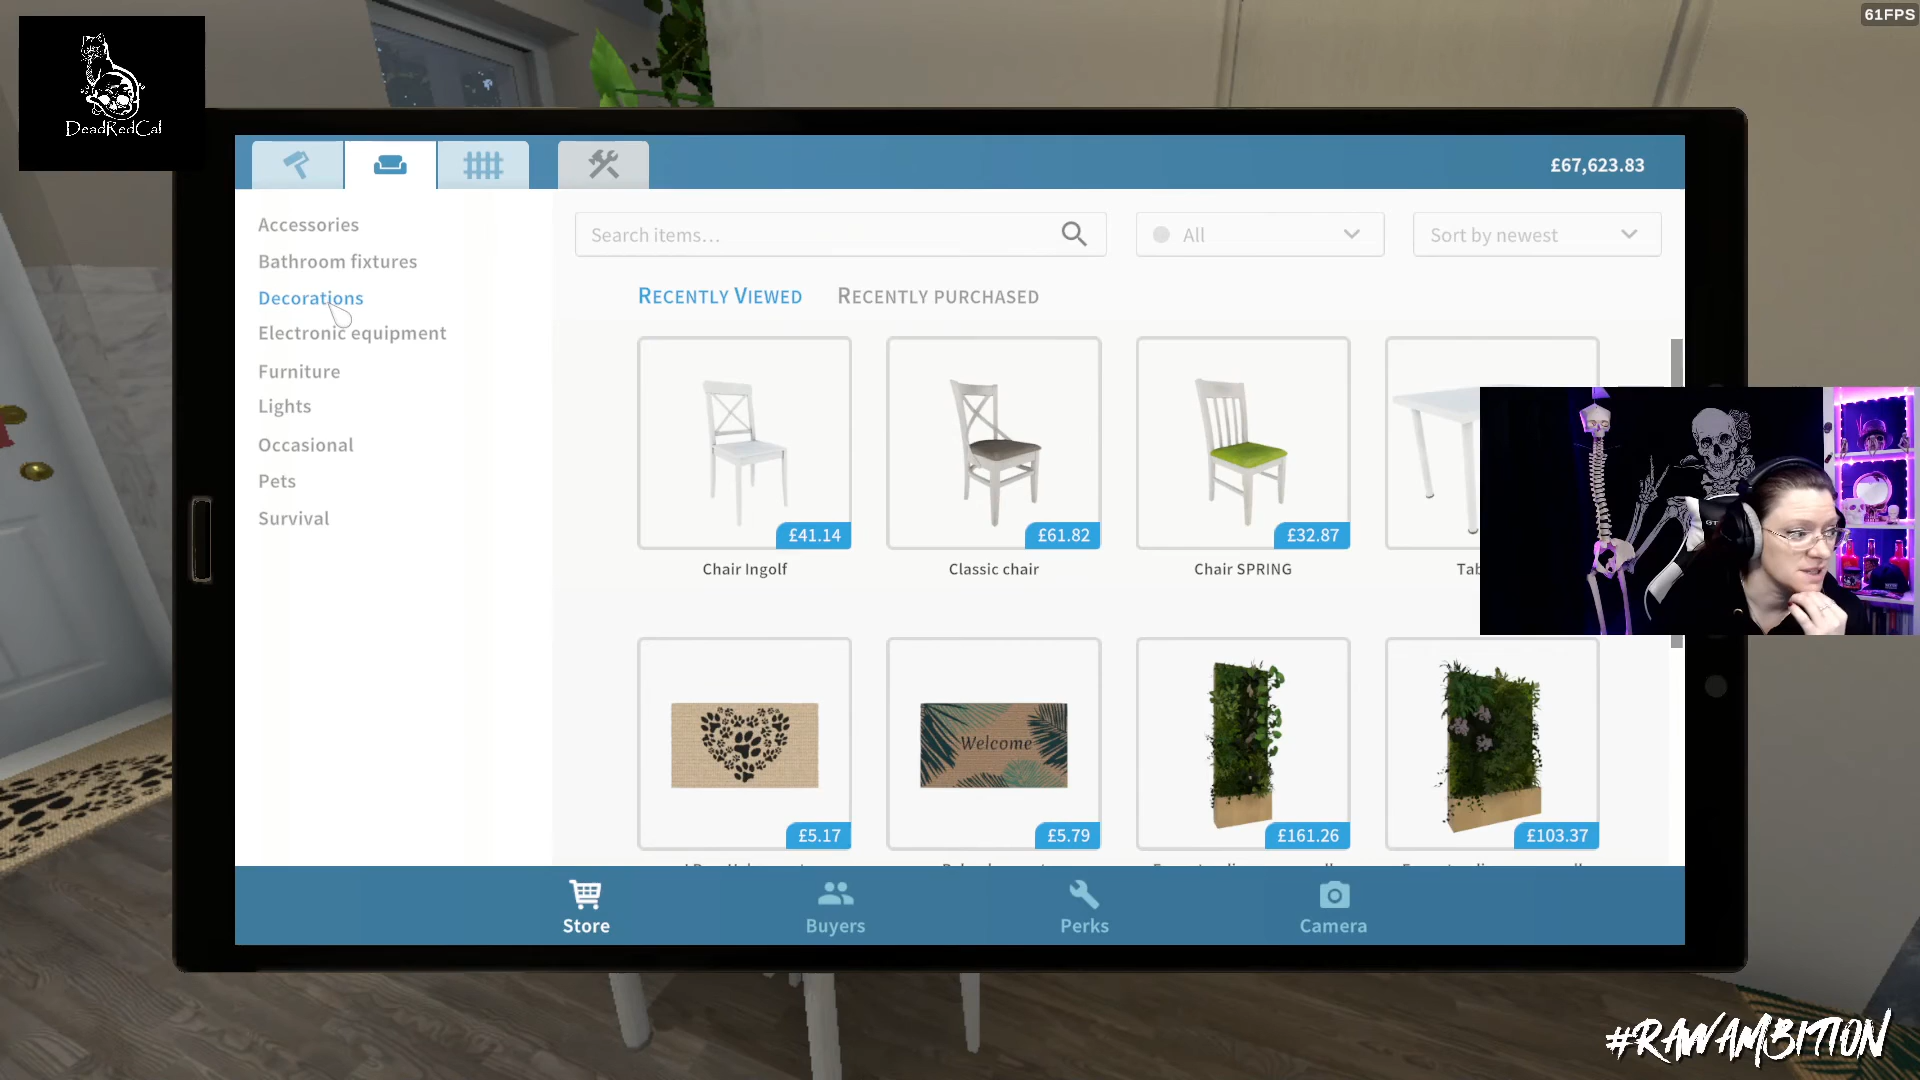 61FPS
DeadRedCal
£67,623.83
Accessories
Bathroom fixtures
Decorations
Electronic equipment
Furniture
Lights
Occasional
Pets
Survival
Search items...
All
Sort by newest
RECENTLY VIEWED
RECENTLY PURCHASED
£41.14
£61.82
£32.87
Chair Ingolf
Classic chair
Chair SPRING
Tab
Welcome
£5.17
£5.79
£161.26
£103.37
Store
Buyers
Perks
Camera
#RAWAMBITION